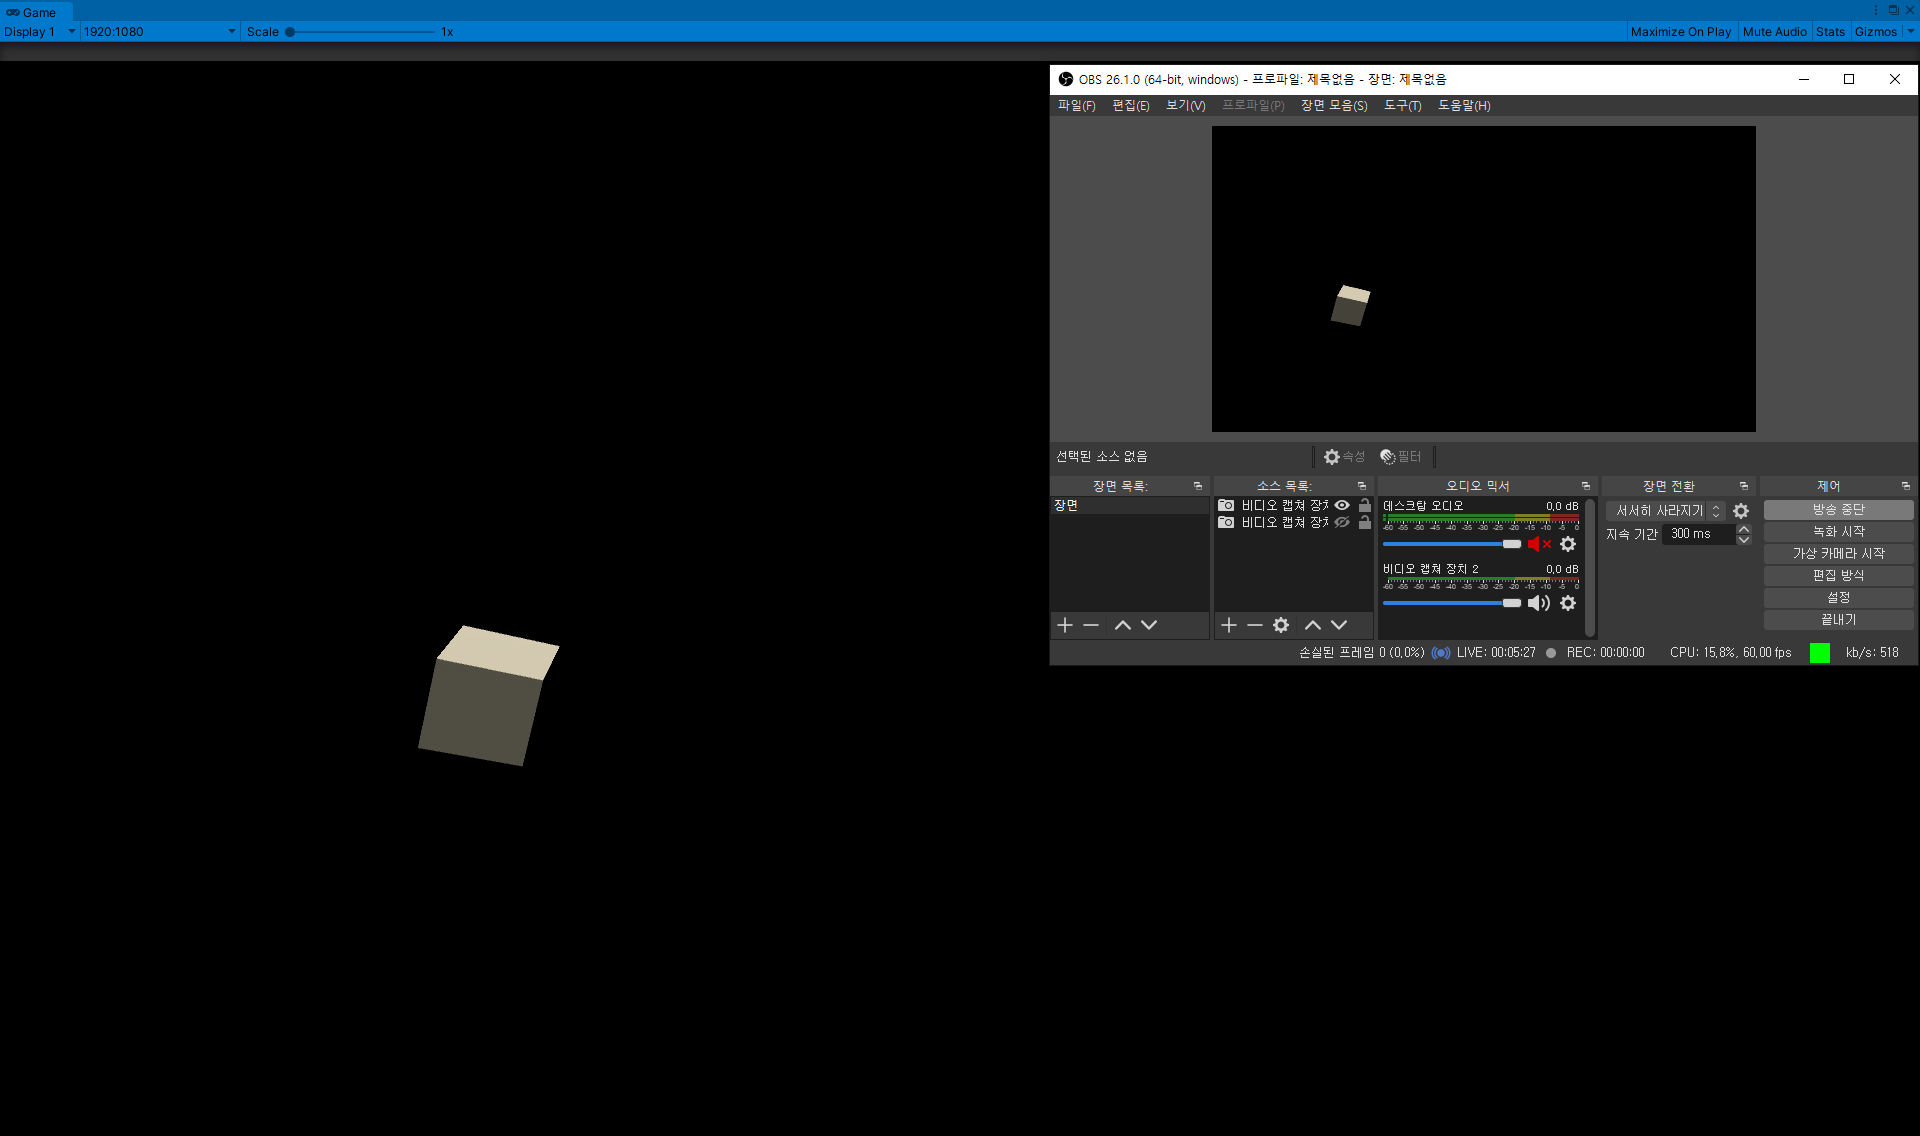 Game
Display 1 1920:1080 Scale 1x Maximize On Play Mute Audio Stats Gizmos
OBS 26.1.0 (64-bit, windows) - 프로파일: 제목없음 - 장면: 제목없음
파일(F) 편집(E) 보기(V) 프로파일(P) 장면 모음(S) 도구(T) 도움말(H)
선택된 소스 없음 속성 필터
장면 목록: 소스 목록: 오디오 믹서 장면 전환 제어
장면
비디오 캡쳐 장치
비디오 캡쳐 장치
데스크탑 오디오 0,0 dB
-60 -55 -50 -45 -40 -35 -30 -25 -20 -15 -10 -5 0
비디오 캡쳐 장치 2 0,0 dB
-60 -55 -50 -45 -40 -35 -30 -25 -20 -15 -10 -5 0
서서히 사라지기
지속 기간 300 ms
방송 중단
녹화 시작
가상 카메라 시작
편집 방식
설정
끝내기
손실된 프레임 0 (0,0%) LIVE: 00:05:27 REC: 00:00:00 CPU: 15,8%, 60,00 fps kb/s: 518